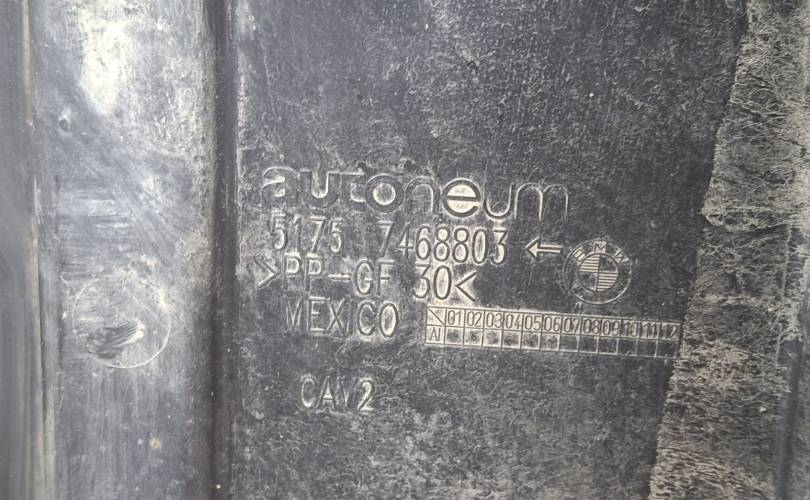 autoneum
5175 7468803 ← BMW
>PP-GF 30<
MEXICO
01 02 03 04 05 06 07 08 09 10 11 12
CAV2